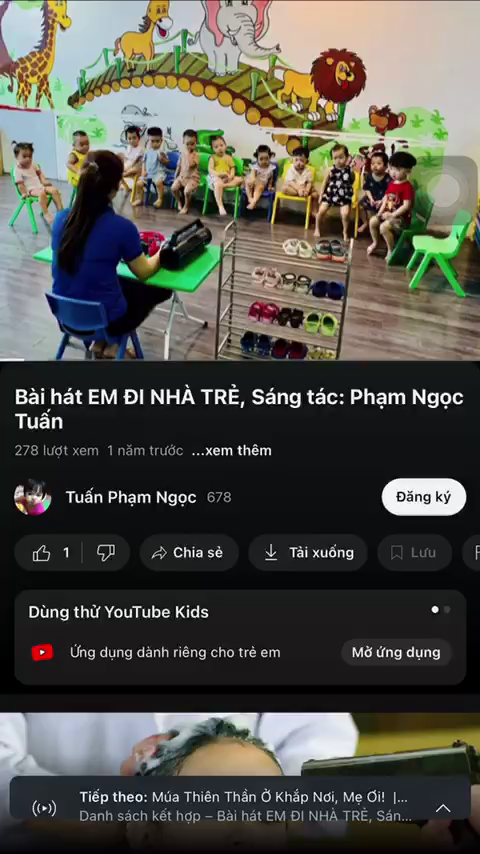 Bài hát EM ĐI NHÀ TRẺ, Sáng tác: Phạm Ngọc
Tuấn
278 lượt xem 1 năm trước ...xem thêm
Tuấn Phạm Ngọc 678
Đăng ký
1
Chia sẻ
Tải xuống
Lưu
Dùng thử YouTube Kids
Ứng dụng dành riêng cho trẻ em
Mở ứng dụng
Tiếp theo: Múa Thiên Thần Ở Khắp Nơi, Mẹ Ơi! |...
Danh sách kết hợp – Bài hát EM ĐI NHÀ TRẺ, Sán...